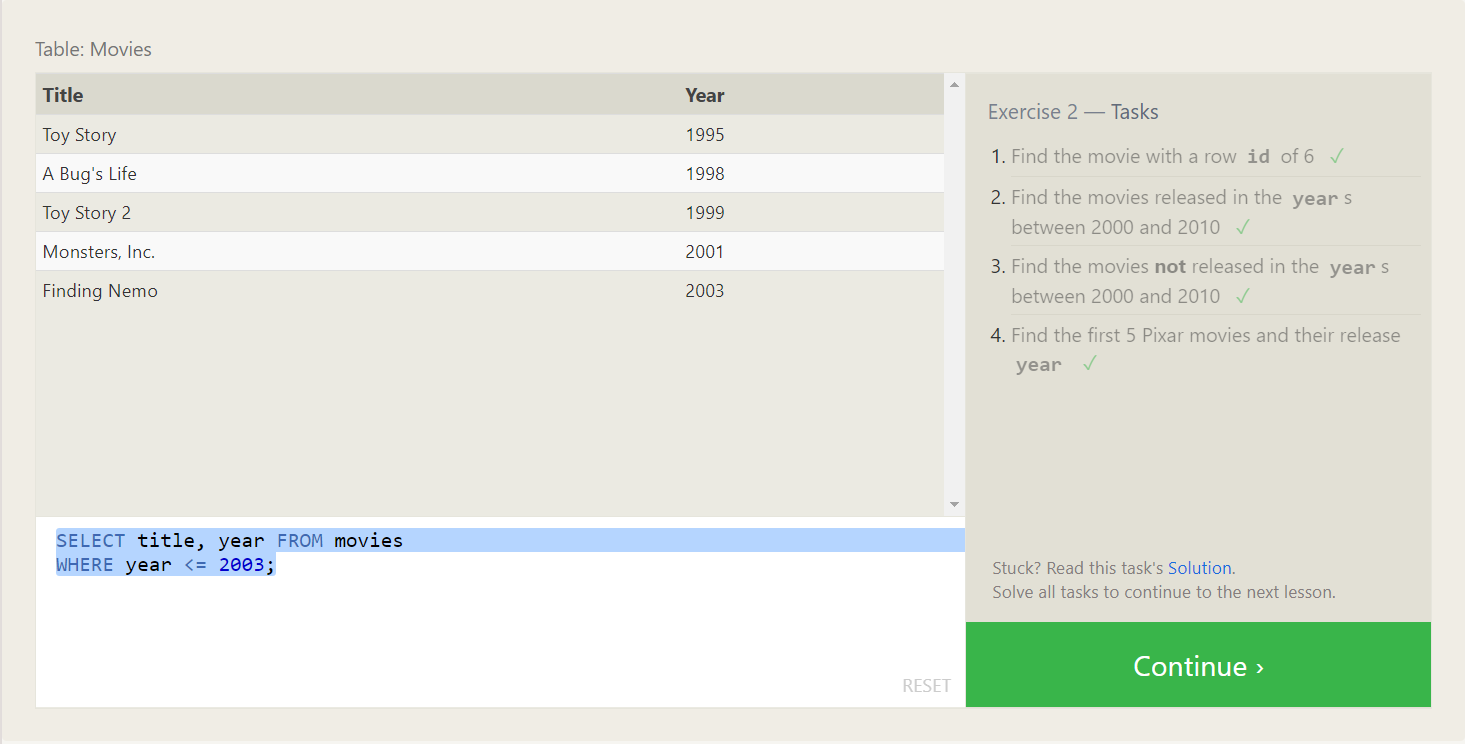 Table: Movies
Title Year
Toy Story 1995
A Bug's Life 1998
Toy Story 2 1999
Monsters, Inc. 2001
Finding Nemo 2003
SELECT title, year FROM movies
WHERE year <= 2003;
RESET
Exercise 2 — Tasks
1. Find the movie with a row id of 6 ✓
2. Find the movies released in the year s
between 2000 and 2010 ✓
3. Find the movies not released in the year s
between 2000 and 2010 ✓
4. Find the first 5 Pixar movies and their release
year ✓
Stuck? Read this task's Solution.
Solve all tasks to continue to the next lesson.
Continue ›